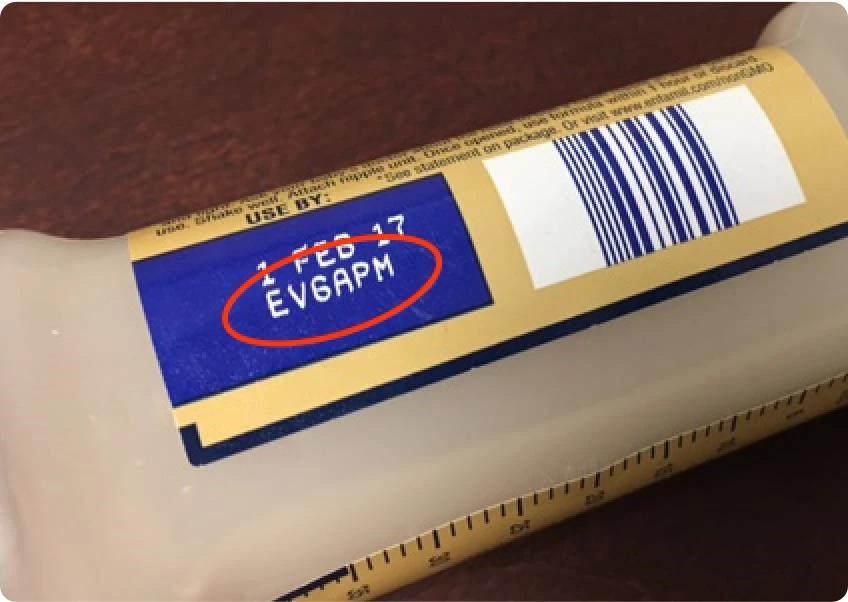 use. Shake well. Attach nipple unit. Once opened, use formula within 1 hour or discard.
*See statement on package. Or visit www.enfamil.com/nonGMO
USE BY:
1 FEB 17
EVGAPM